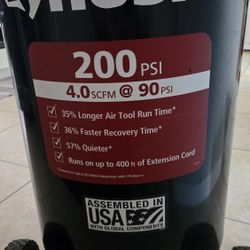 200 PSI
4.0 SCFM @ 90 PSI
35% Longer Air Tool Run Time*
36% Faster Recovery Time*
57% Quieter*
Runs on up to 400 ft of Extension Cord
ASSEMBLED IN
USA
WITH GLOBAL COMPONENTS